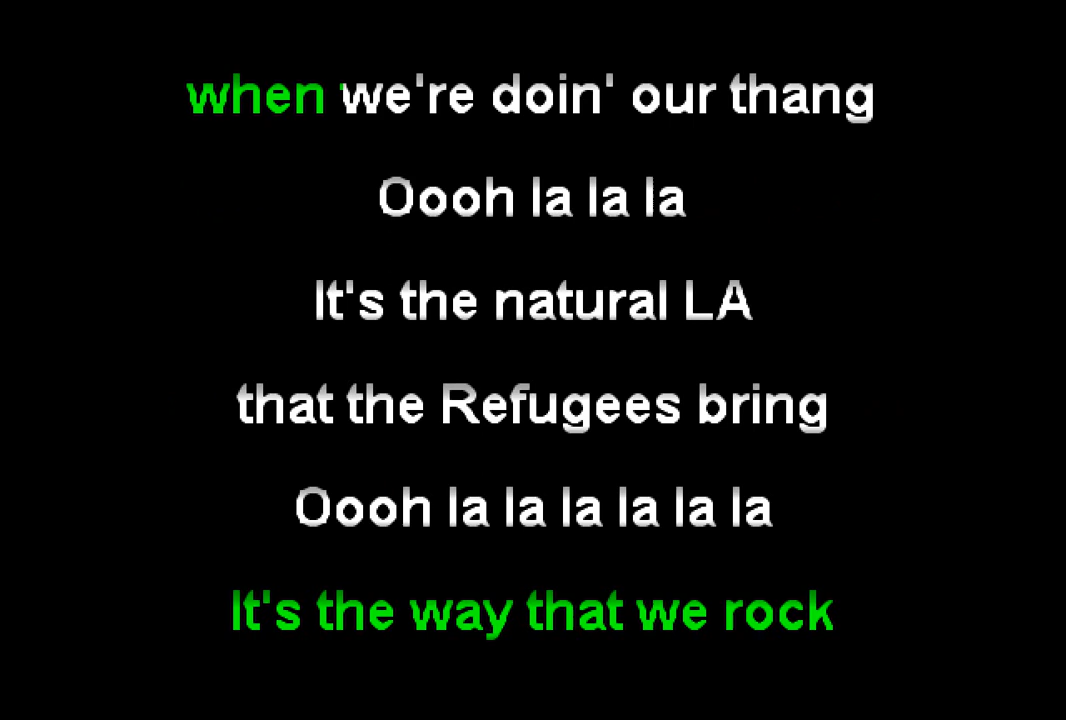 when we're doin' our thang
Oooh la la la
It's the natural LA
that the Refugees bring
Oooh la la la la la la
It's the way that we rock